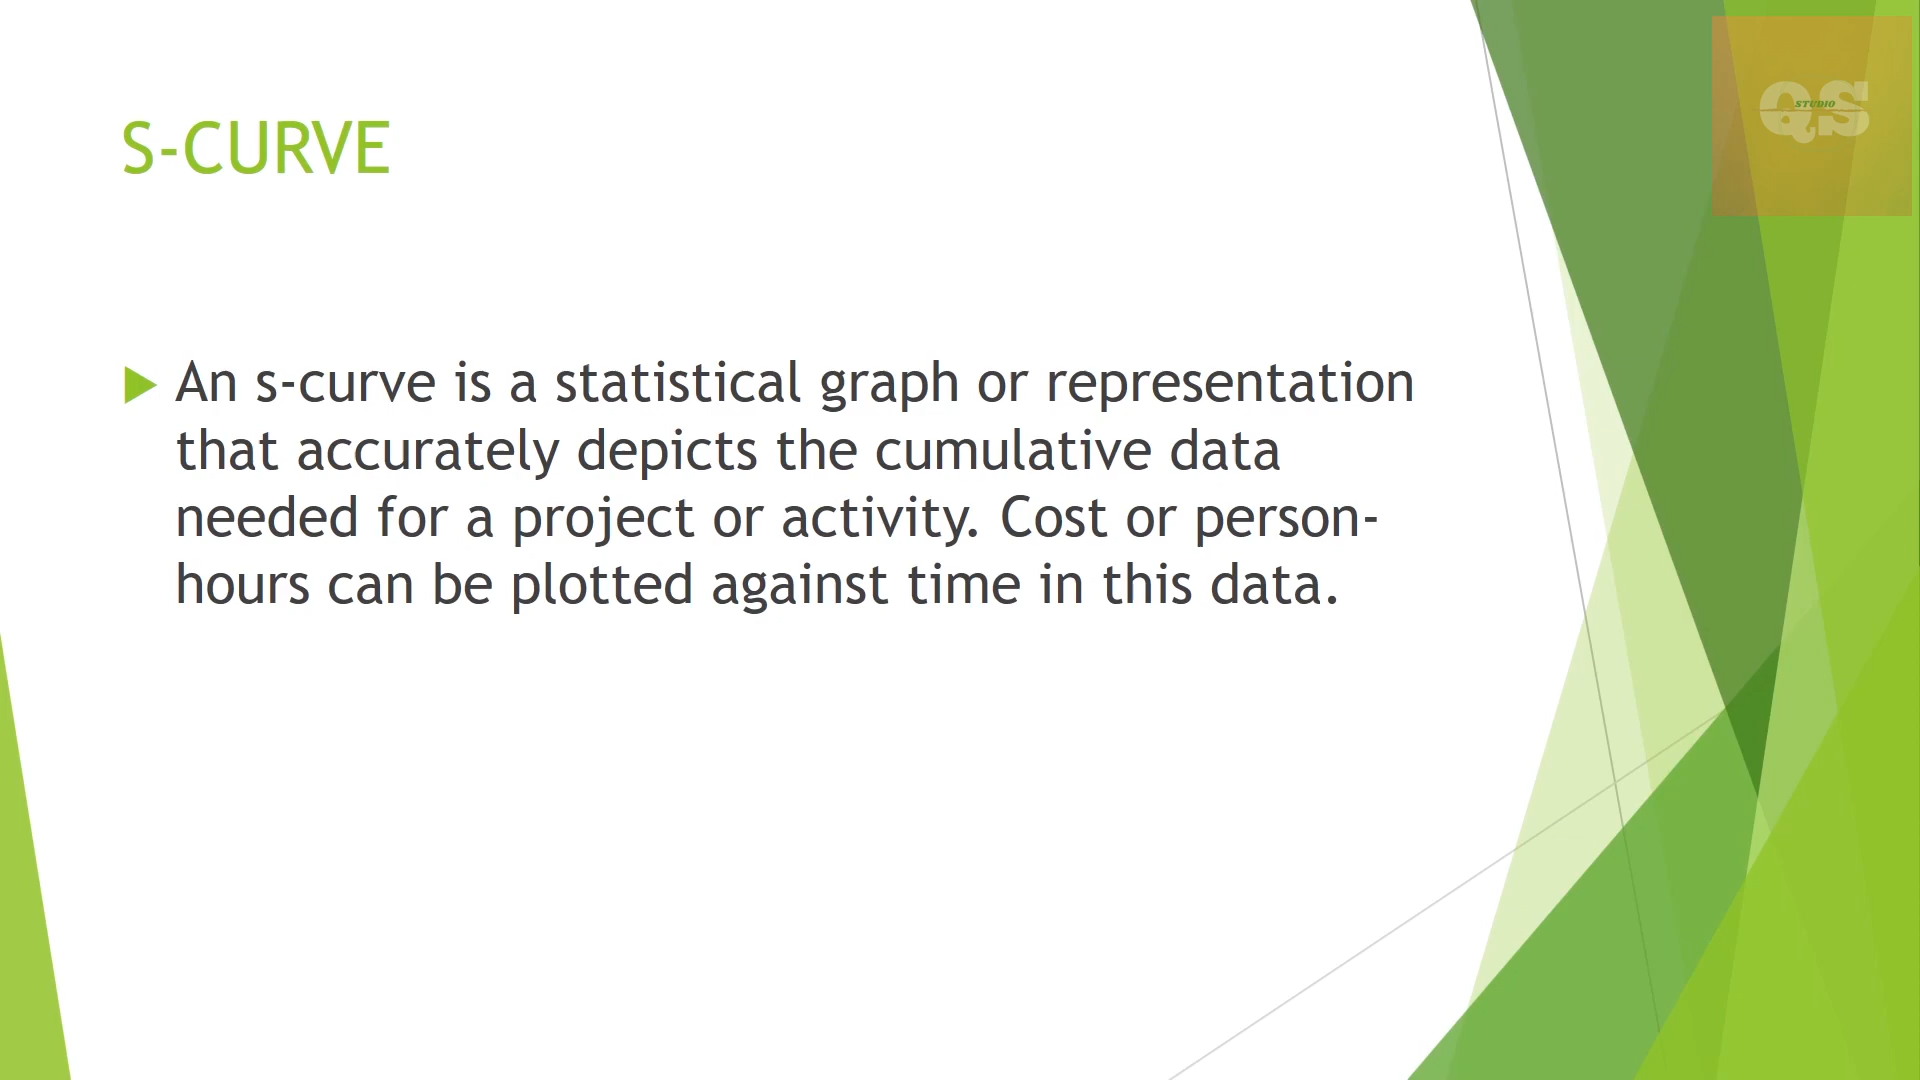 S-CURVE
QS
STUDIO
An s-curve is a statistical graph or representation
that accurately depicts the cumulative data
needed for a project or activity. Cost or person-
hours can be plotted against time in this data.